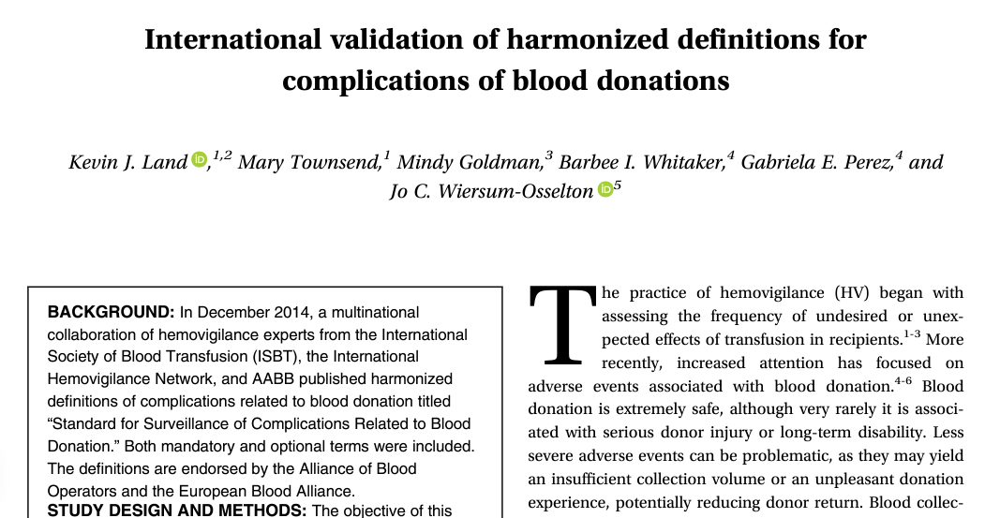 International validation of harmonized definitions for
complications of blood donations
Kevin J. Land iD,1,2 Mary Townsend,1 Mindy Goldman,3 Barbee I. Whitaker,4 Gabriela E. Perez,4 and
Jo C. Wiersum-Osselton iD5
BACKGROUND: In December 2014, a multinational
collaboration of hemovigilance experts from the International
Society of Blood Transfusion (ISBT), the International
Hemovigilance Network, and AABB published harmonized
definitions of complications related to blood donation titled
“Standard for Surveillance of Complications Related to Blood
Donation.” Both mandatory and optional terms were included.
The definitions are endorsed by the Alliance of Blood
Operators and the European Blood Alliance.
STUDY DESIGN AND METHODS: The objective of this
The practice of hemovigilance (HV) began with
assessing the frequency of undesired or unex-
pected effects of transfusion in recipients.1-3 More
recently, increased attention has focused on
adverse events associated with blood donation.4-6 Blood
donation is extremely safe, although very rarely it is associ-
ated with serious donor injury or long-term disability. Less
severe adverse events can be problematic, as they may yield
an insufficient collection volume or an unpleasant donation
experience, potentially reducing donor return. Blood collec-